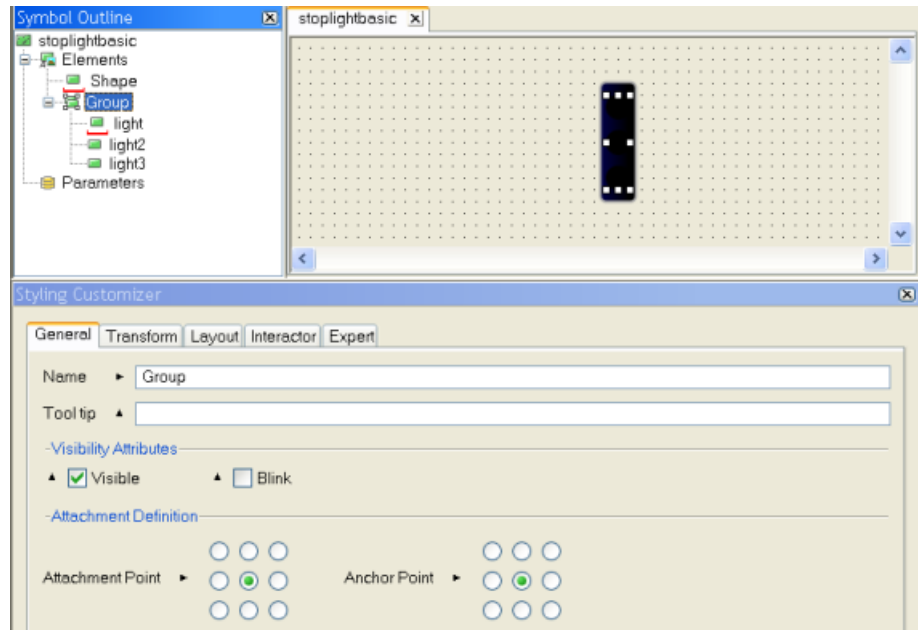 Symbol Outline
stoplightbasic
stoplightbasic
Elements
Shape
Group
light
light2
light3
Parameters
Styling Customizer
General Transform Layout Interactor Expert
Name Group
Tool tip
Visibility Attributes
Visible Blink
Attachment Definition
Attachment Point Anchor Point